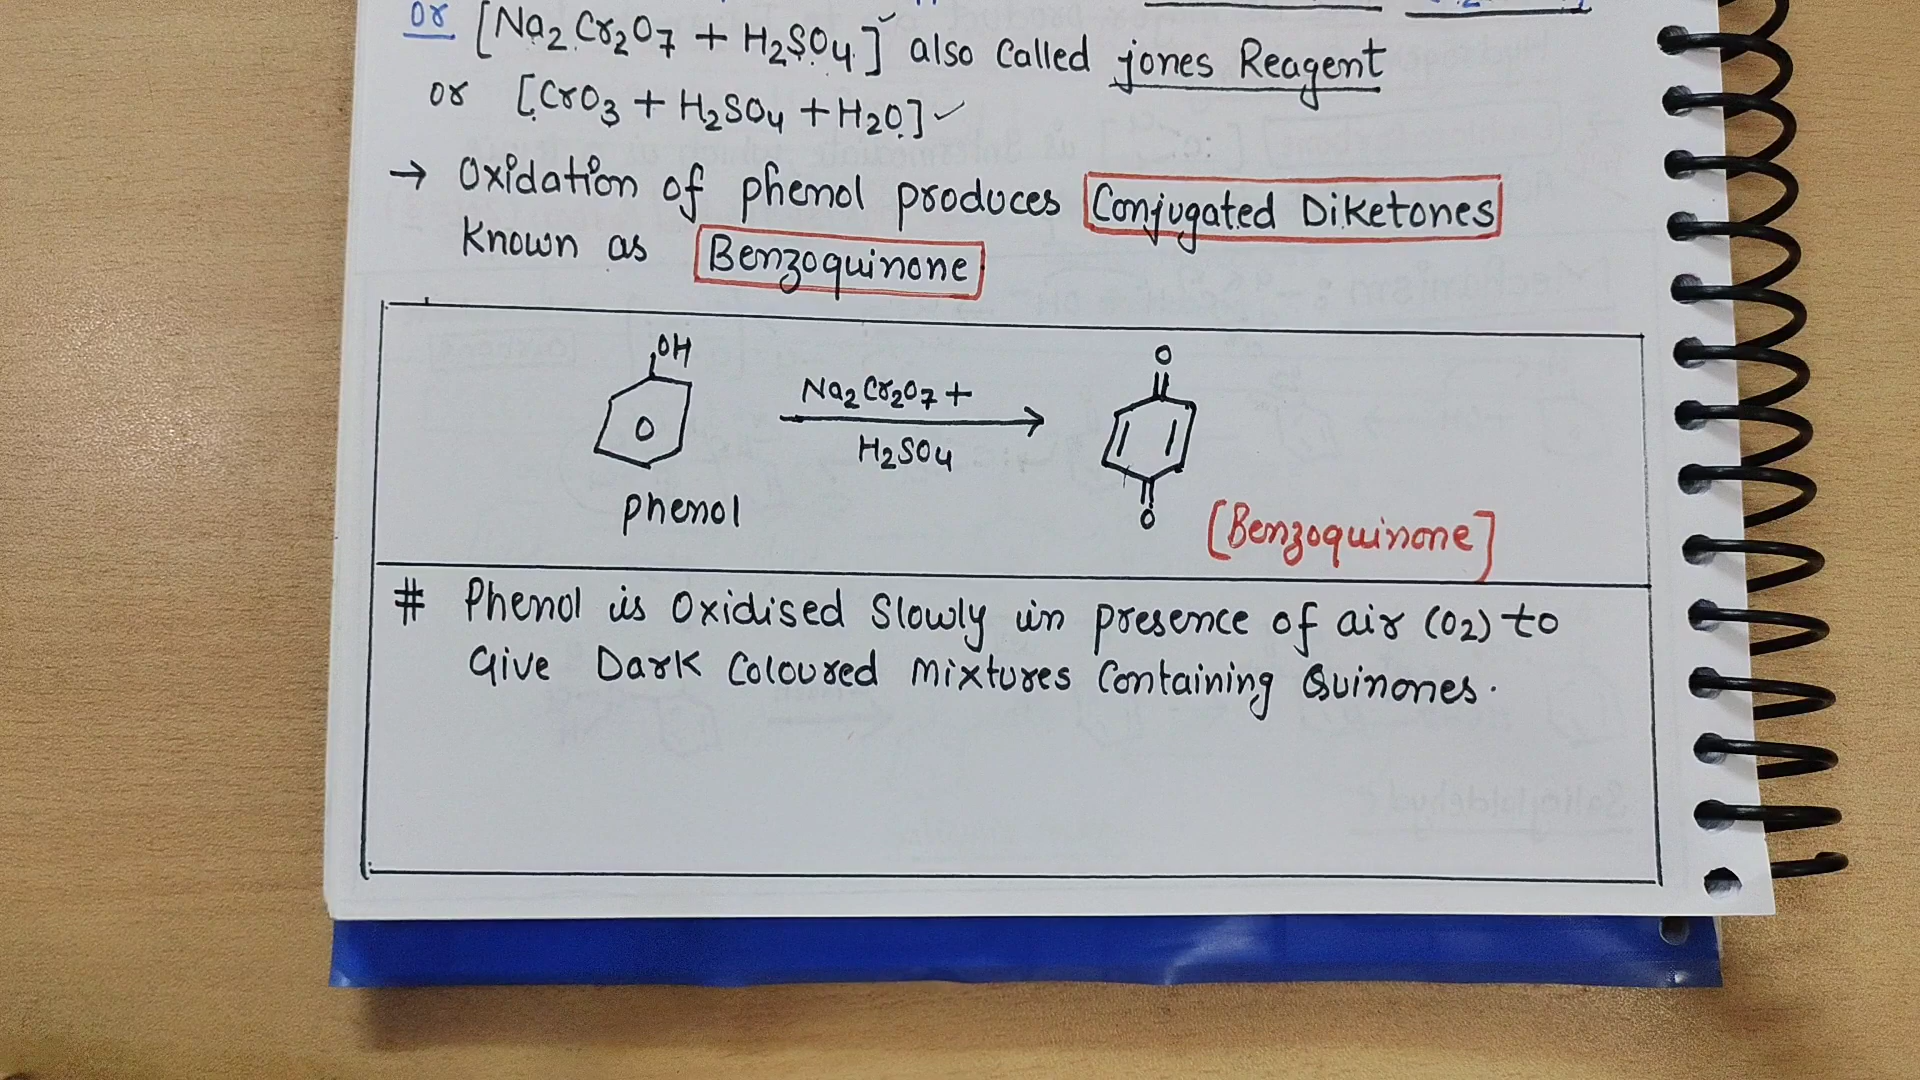 or [Na2Cr2O7 + H2SO4] also Called jones Reagent
or [CrO3 + H2SO4 + H2O]
→ Oxidation of phenol produces Conjugated Diketones
Known as Benzoquinone
OH
O
Na2Cr2O7 +
H2SO4
O
phenol
[Benzoquinone]
# Phenol is Oxidised Slowly in presence of air (O2) to
Give Dark Coloured Mixtures Containing Quinones.